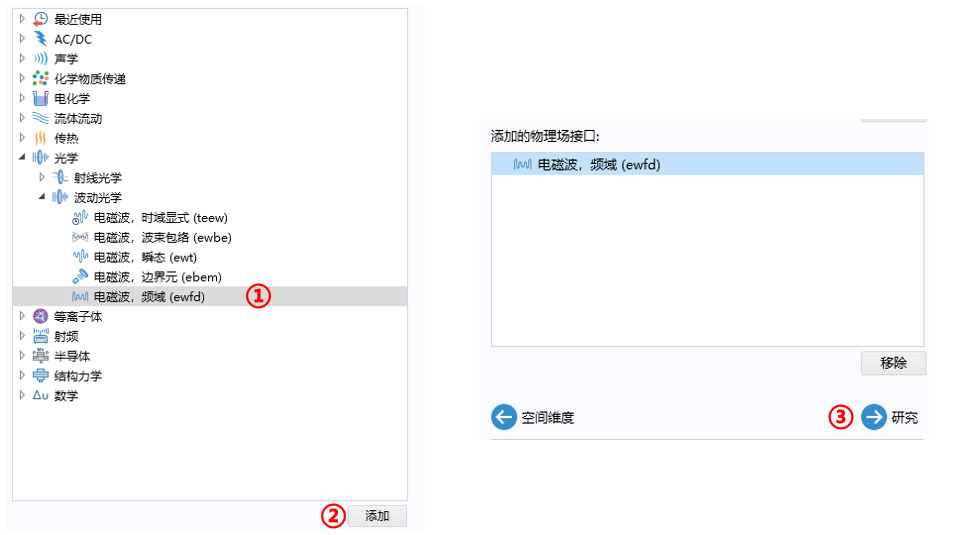 最近使用
AC/DC
声学
化学物质传递
电化学
流体流动
传热
光学
射线光学
波动光学
电磁波，时域显式 (teew)
电磁波，波束包络 (ewbe)
电磁波，瞬态 (ewt)
电磁波，边界元 (ebem)
电磁波，频域 (ewfd) ①
等离子体
射频
半导体
结构力学
Δu 数学
② 添加
添加的物理场接口:
电磁波，频域 (ewfd)
移除
空间维度 ③ 研究